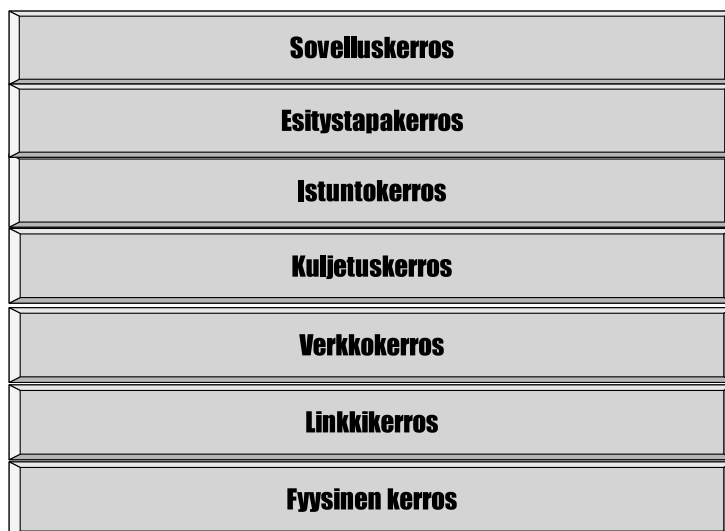 Sovelluskerros
Esitystapakerros
Istuntokerros
Kuljetuskerros
Verkkokerros
Linkkikerros
Fyysinen kerros